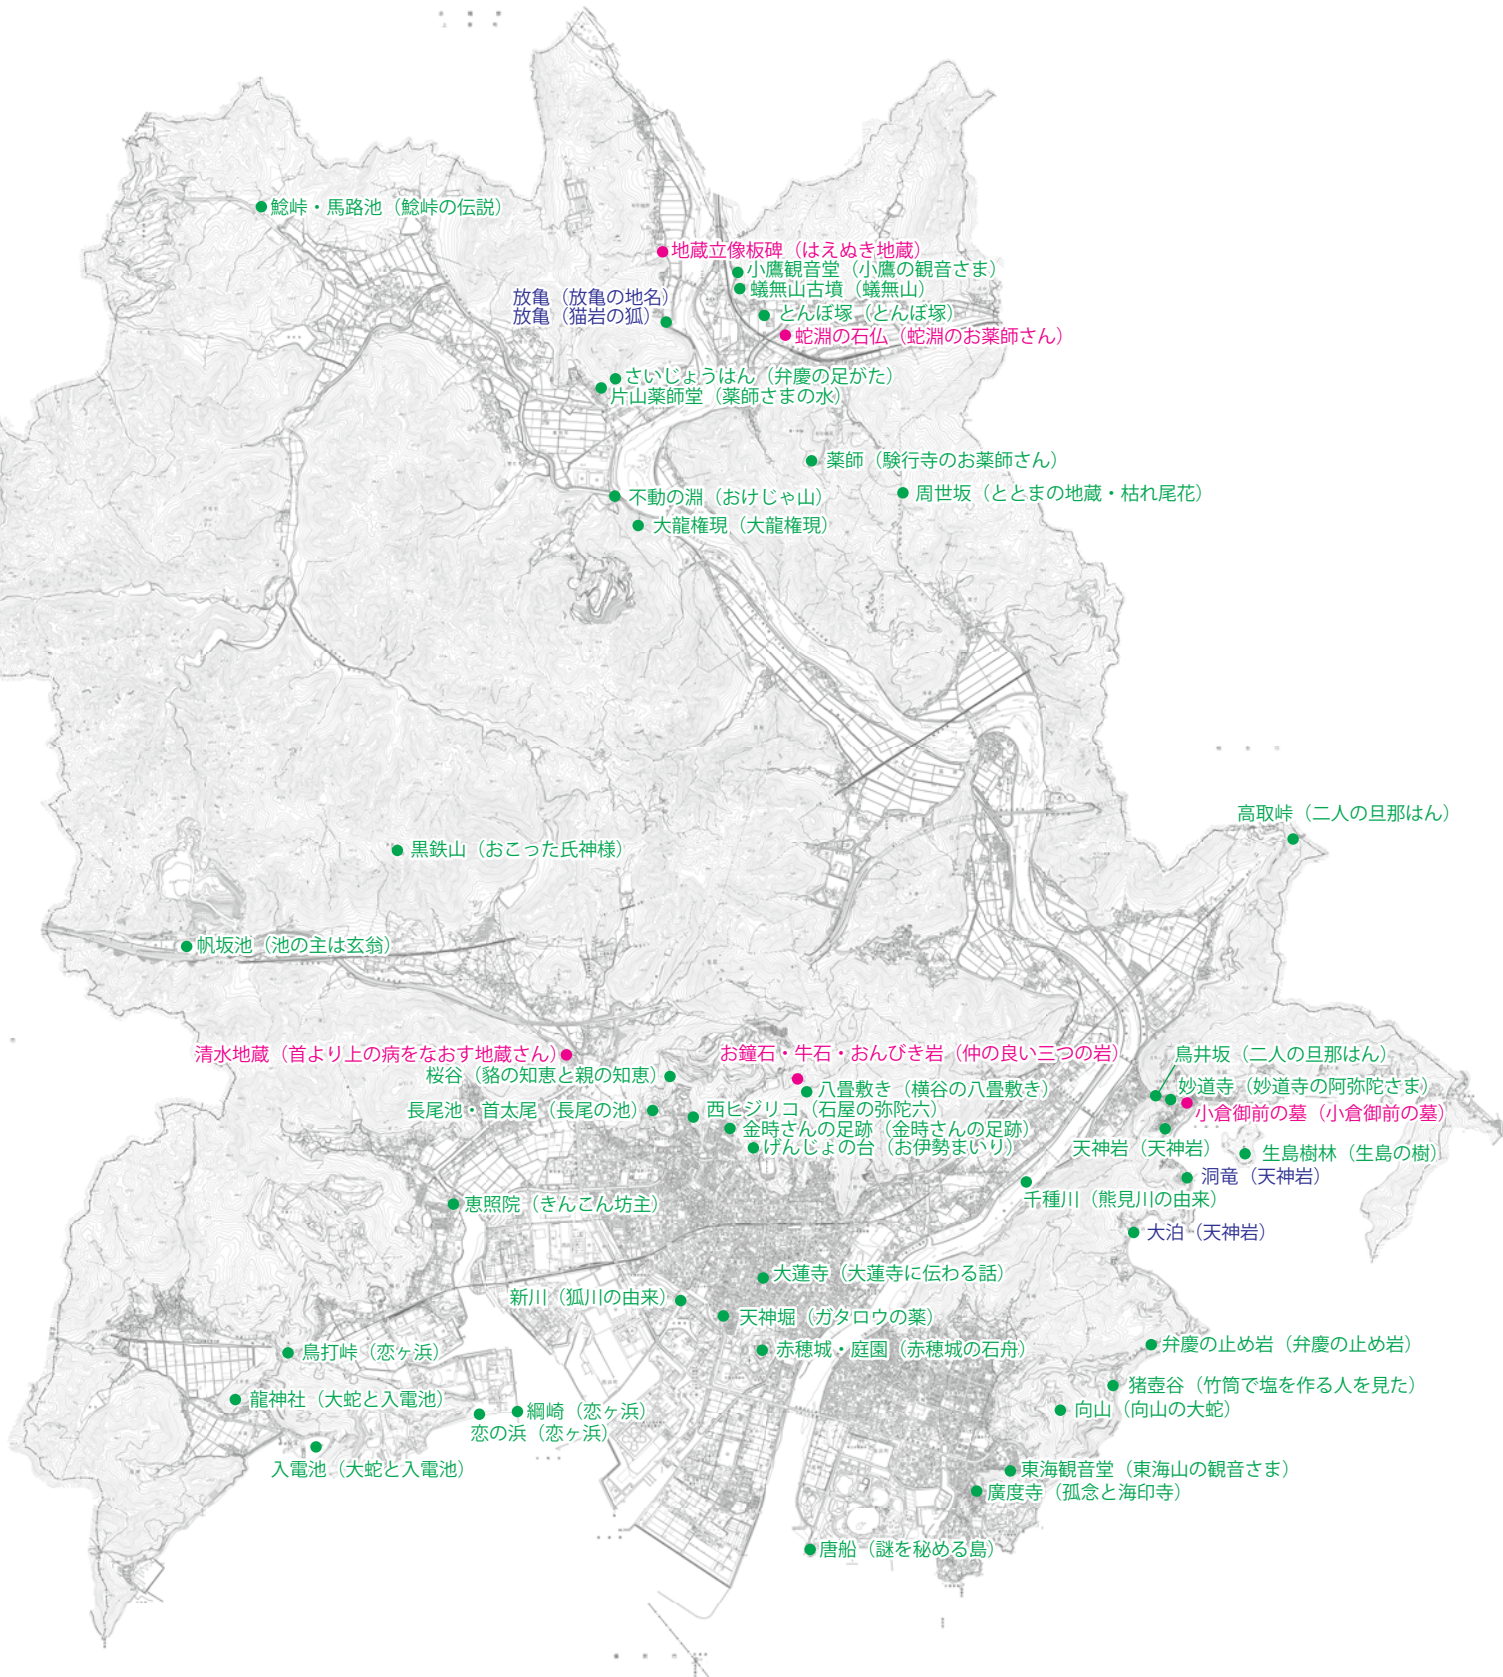 鯰峠・馬路池（鯰峠の伝説）
地蔵立像板碑（はえぬき地蔵）
小鷹観音堂（小鷹の観音さま）
蟻無山古墳（蟻無山）
放亀（放亀の地名）
放亀（猫岩の狐）
とんぼ塚（とんぼ塚）
蛇淵の石仏（蛇淵のお薬師さん）
さいじょうはん（弁慶の足がた）
片山薬師堂（薬師さまの水）
薬師（験行寺のお薬師さん）
周世坂（ととまの地蔵・枯れ尾花）
不動の淵（おけじゃ山）
大龍権現（大龍権現）
高取峠（二人の旦那はん）
黒鉄山（おこった氏神様）
帆坂池（池の主は玄翁）
清水地蔵（首より上の病をなおす地蔵さん）
お鐘石・牛石・おんびき岩（仲の良い三つの岩）
鳥井坂（二人の旦那はん）
桜谷（貉の知恵と親の知恵）
八畳敷き（横谷の八畳敷き）
妙道寺（妙道寺の阿弥陀さま）
長尾池・首太尾（長尾の池）
西ヒジリコ（石屋の弥陀六）
小倉御前の墓（小倉御前の墓）
金時さんの足跡（金時さんの足跡）
げんじょの台（お伊勢まいり）
天神岩（天神岩）
生島樹林（生島の樹）
洞竜（天神岩）
恵照院（きんこん坊主）
千種川（熊見川の由来）
大泊（天神岩）
大蓮寺（大蓮寺に伝わる話）
新川（狐川の由来）
天神堀（ガタロウの薬）
赤穂城・庭園（赤穂城の石舟）
弁慶の止め岩（弁慶の止め岩）
鳥打峠（恋ヶ浜）
猪壺谷（竹筒で塩を作る人を見た）
龍神社（大蛇と入電池）
綱崎（恋ヶ浜）
向山（向山の大蛇）
恋の浜（恋ヶ浜）
入電池（大蛇と入電池）
東海観音堂（東海山の観音さま）
廣度寺（孤念と海印寺）
唐船（謎を秘める島）